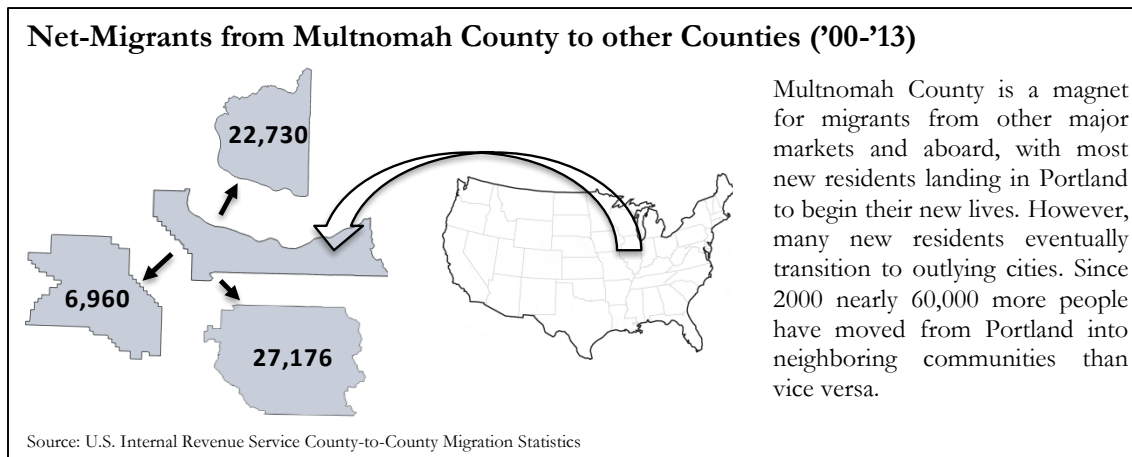 Net-Migrants from Multnomah County to other Counties (’00-’13)
22,730
6,960
27,176
Multnomah County is a magnet
for migrants from other major
markets and aboard, with most
new residents landing in Portland
to begin their new lives. However,
many new residents eventually
transition to outlying cities. Since
2000 nearly 60,000 more people
have moved from Portland into
neighboring communities than
vice versa.
Source: U.S. Internal Revenue Service County-to-County Migration Statistics